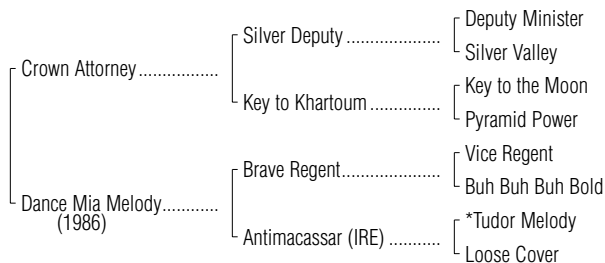 Deputy Minister
Silver Deputy ....................
Silver Valley
Crown Attorney.................
Key to the Moon
Key to Khartoum ...............
Pyramid Power
Vice Regent
Brave Regent.....................
Buh Buh Buh Bold
Dance Mia Melody............
(1986)
*Tudor Melody
Antimacassar (IRE) ...........
Loose Cover